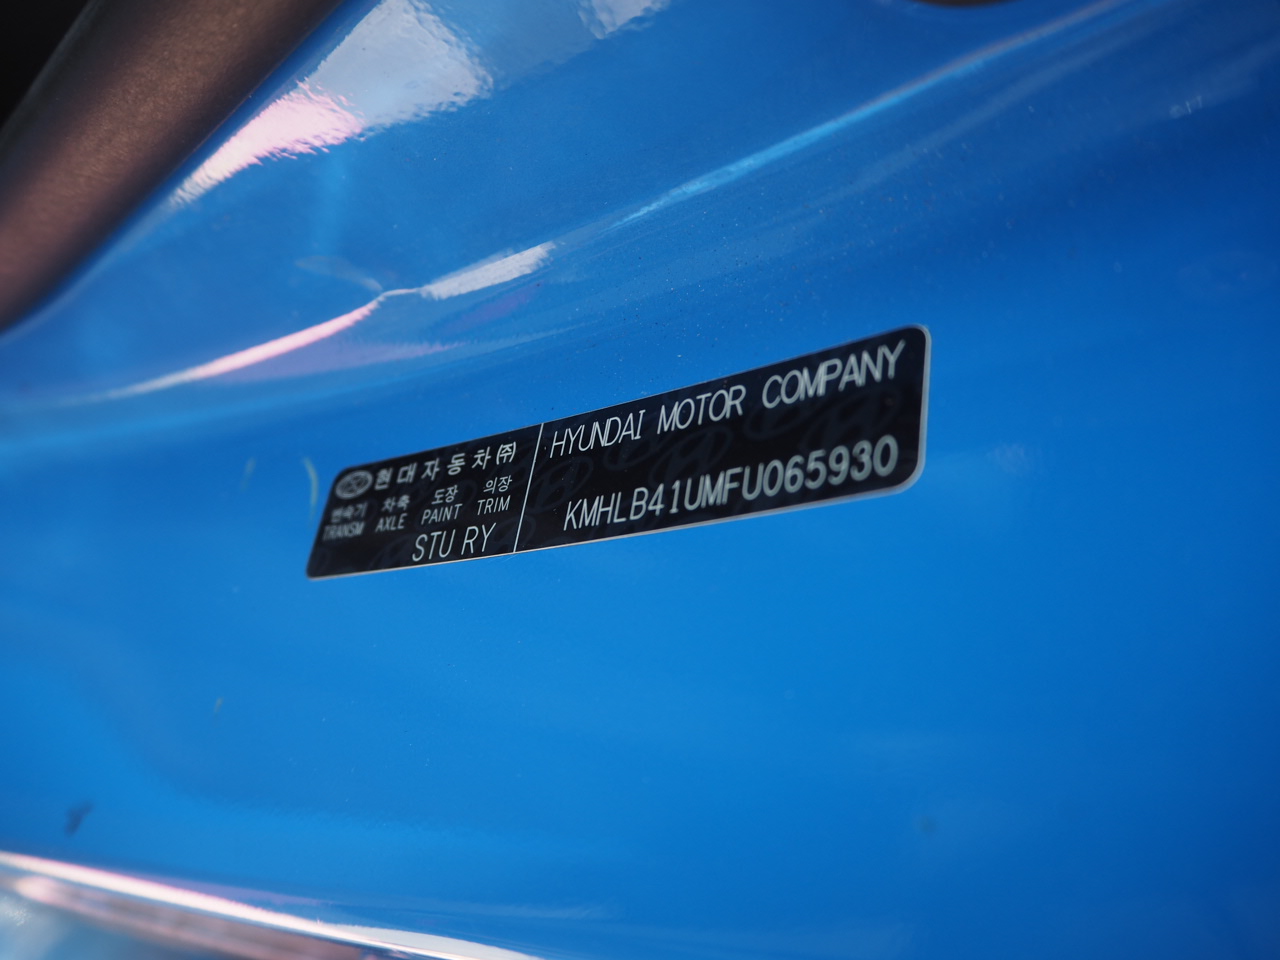 현대자동차㈜
변속기 차축 도장 의장
TRANSM AXLE PAINT TRIM
STU RY
HYUNDAI MOTOR COMPANY
KMHLB41UMFU065930